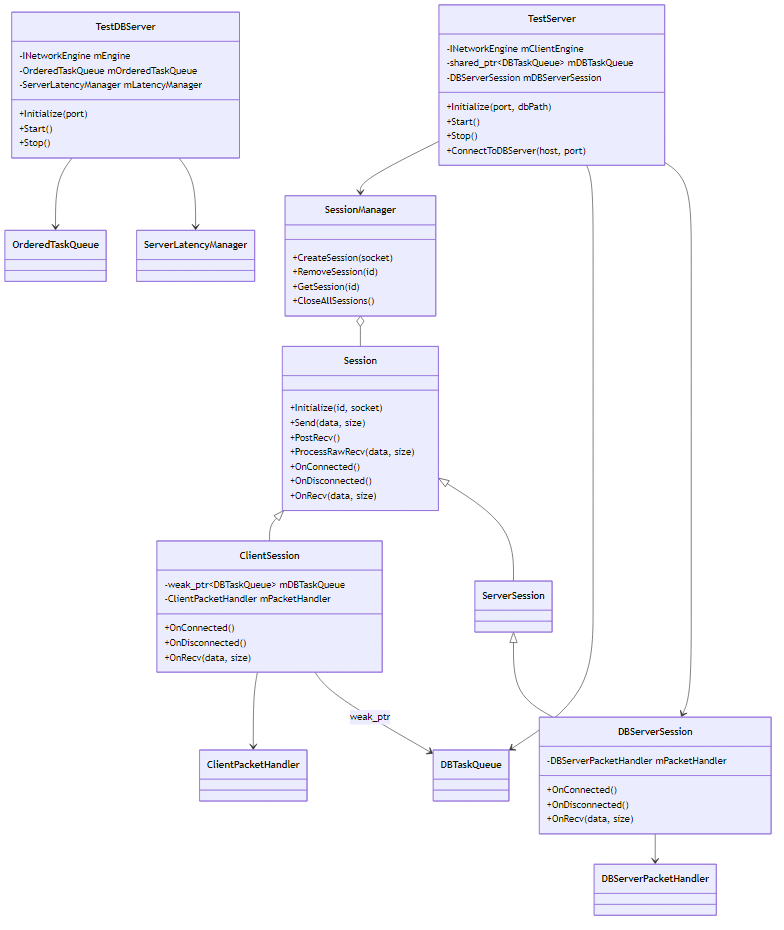 TestDBServer
-INetworkEngine mEngine
-OrderedTaskQueue mOrderedTaskQueue
-ServerLatencyManager mLatencyManager
+Initialize(port)
+Start()
+Stop()
TestServer
-INetworkEngine mClientEngine
-shared_ptr<DBTaskQueue> mDBTaskQueue
-DBServerSession mDBServerSession
+Initialize(port, dbPath)
+Start()
+Stop()
+ConnectToDBServer(host, port)
OrderedTaskQueue
ServerLatencyManager
SessionManager
+CreateSession(socket)
+RemoveSession(id)
+GetSession(id)
+CloseAllSessions()
Session
+Initialize(id, socket)
+Send(data, size)
+PostRecv()
+ProcessRawRecv(data, size)
+OnConnected()
+OnDisconnected()
+OnRecv(data, size)
ClientSession
-weak_ptr<DBTaskQueue> mDBTaskQueue
-ClientPacketHandler mPacketHandler
+OnConnected()
+OnDisconnected()
+OnRecv(data, size)
ServerSession
weak_ptr
ClientPacketHandler
DBTaskQueue
DBServerSession
-DBServerPacketHandler mPacketHandler
+OnConnected()
+OnDisconnected()
+OnRecv(data, size)
DBServerPacketHandler